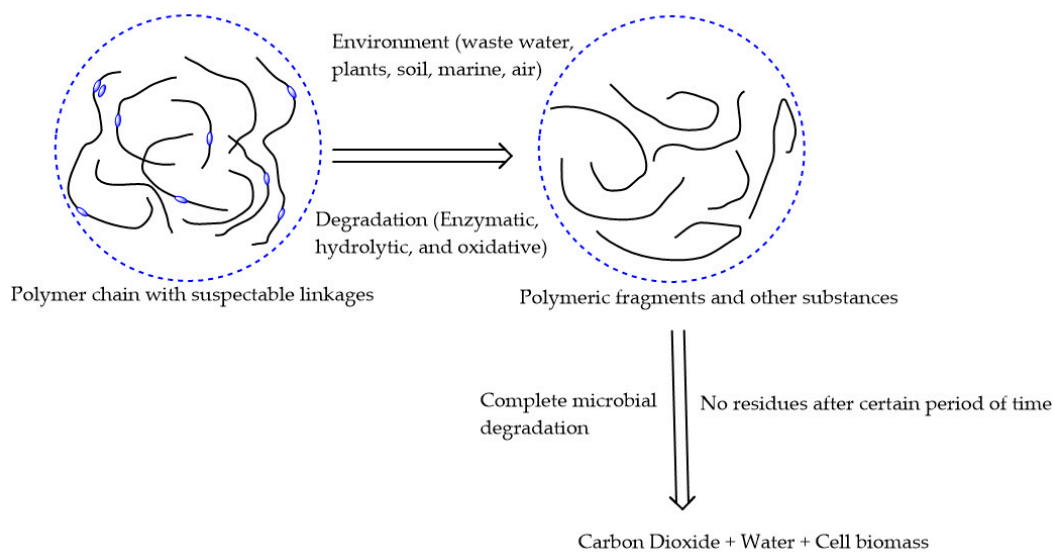 Environment (waste water,
plants, soil, marine, air)
Degradation (Enzymatic,
hydrolytic, and oxidative)
Polymer chain with suspectable linkages
Polymeric fragments and other substances
Complete microbial
degradation
No residues after certain period of time
Carbon Dioxide + Water + Cell biomass